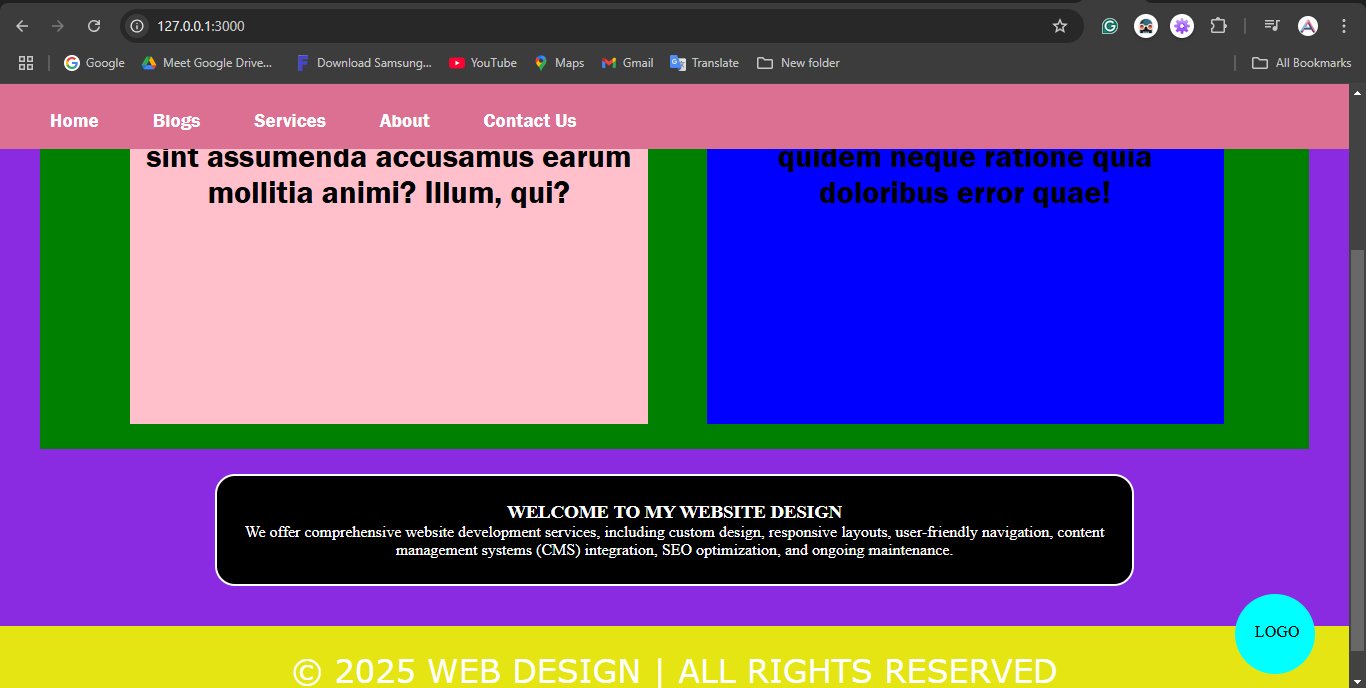 127.0.0.1:3000
Google Meet Google Drive... Download Samsung... YouTube Maps Gmail Translate New folder All Bookmarks
Home Blogs Services About Contact Us
sint assumenda accusamus earum
mollitia animi? Illum, qui?
quidem neque ratione quia
doloribus error quae!
WELCOME TO MY WEBSITE DESIGN
We offer comprehensive website development services, including custom design, responsive layouts, user-friendly navigation, content
management systems (CMS) integration, SEO optimization, and ongoing maintenance.
LOGO
© 2025 WEB DESIGN | ALL RIGHTS RESERVED